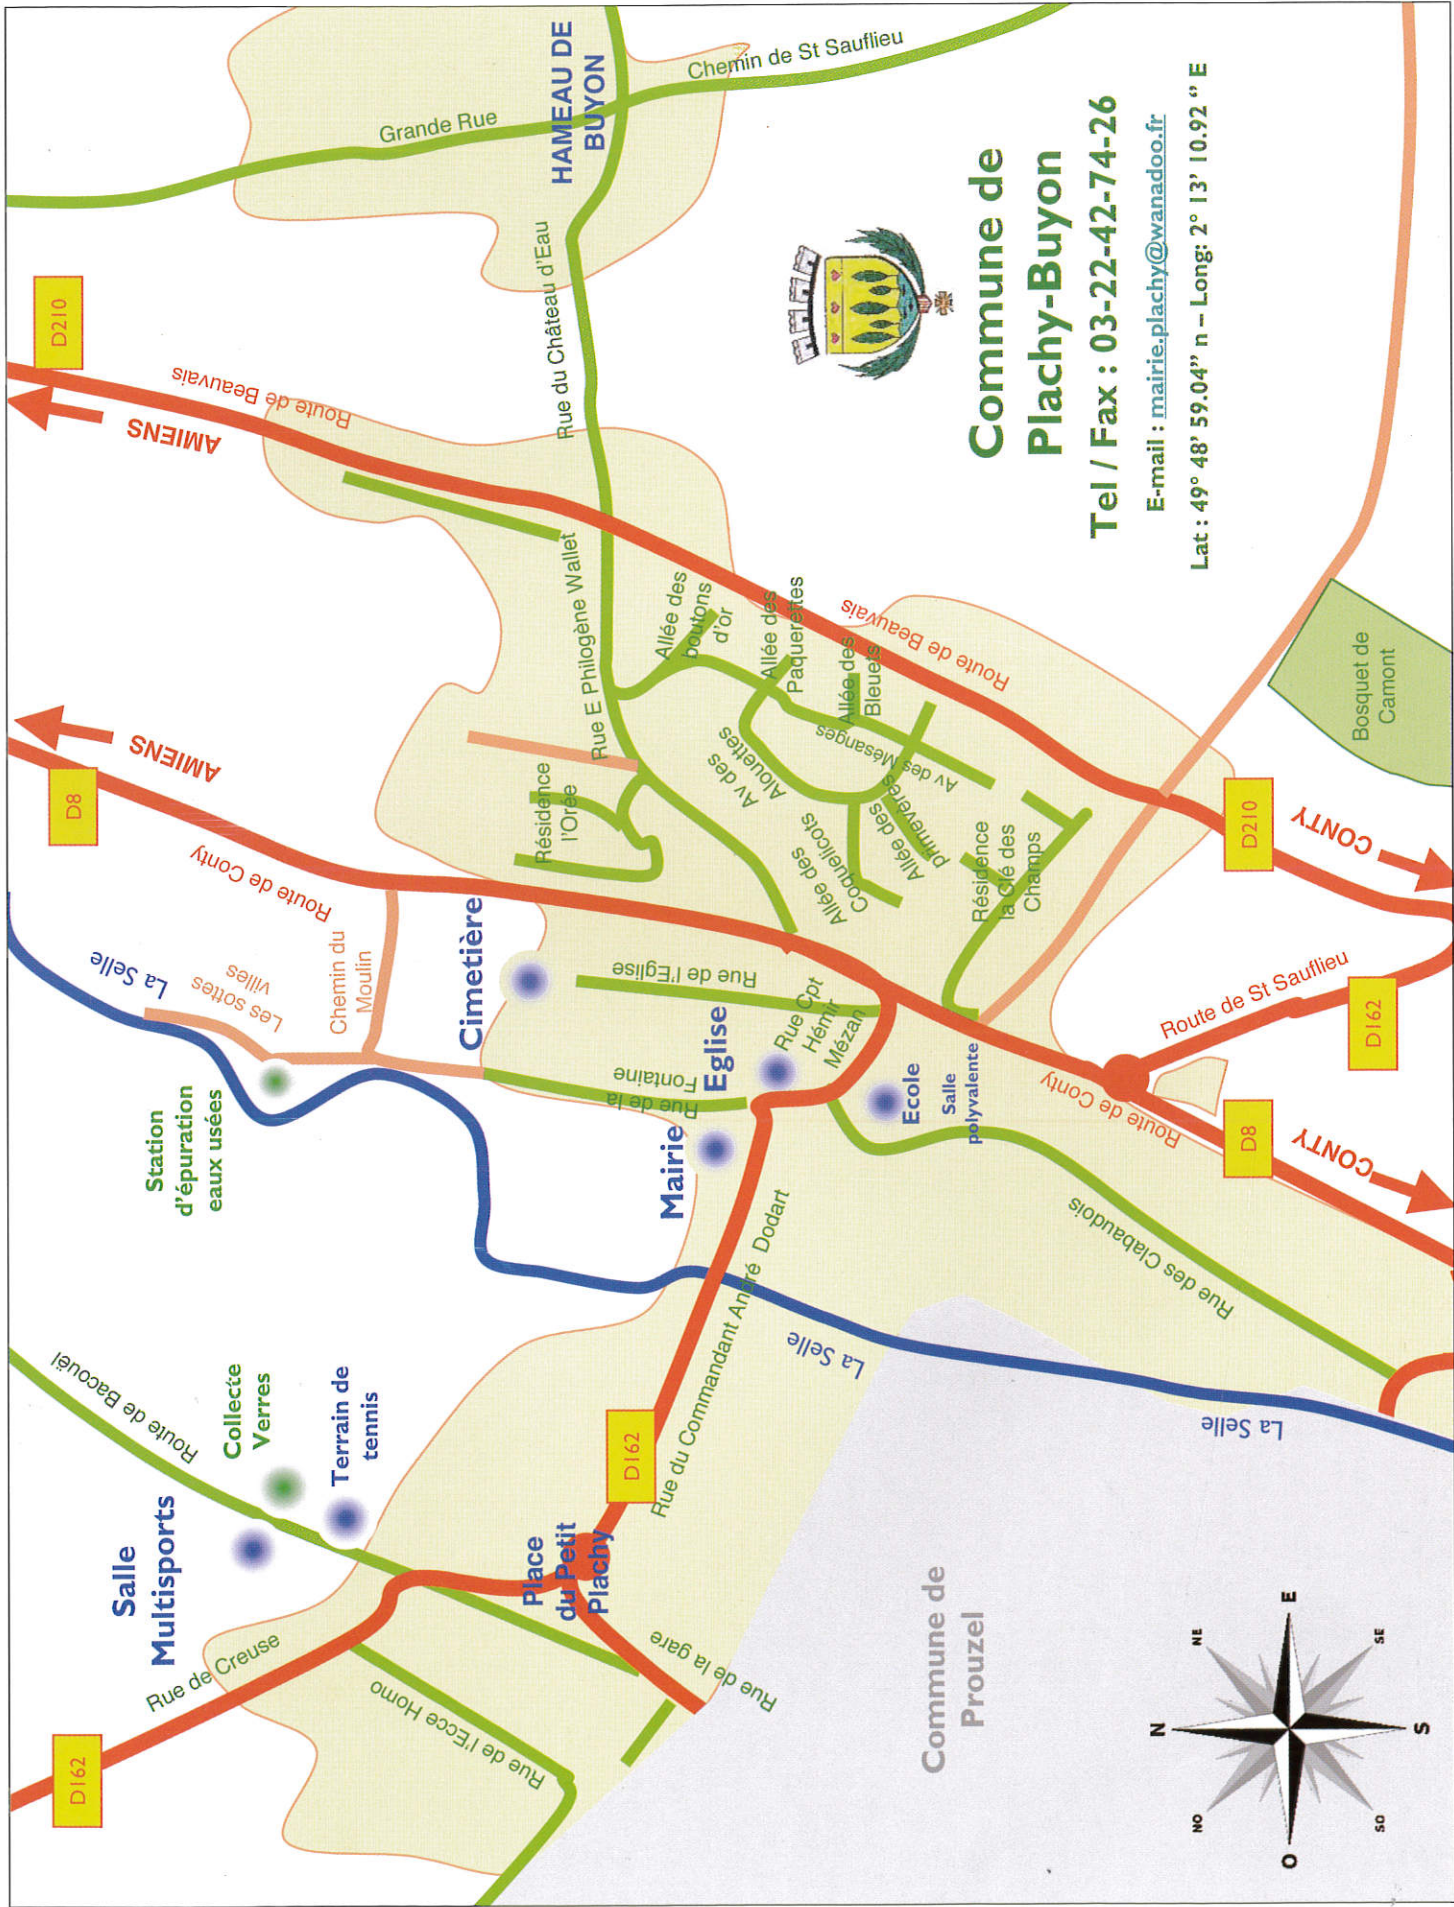 D162
Rue de Creuse
Salle
Multisports
Route de Bacouël
Collecte
Verres
Terrain de
tennis
Rue de l'Ecce Homo
Place
du Petit
Plachy
Rue de la gare
D162
Rue du Commandant André Dodart
Commune de
Prouzel
N
NE
E
SE
S
SO
O
NO
La Selle
La Selle
La Selle
Station
d'épuration
eaux usées
Les sottes
villes
Chemin du
Moulin
Cimetière
Mairie
Rue de la
Fontaine
Eglise
Rue de l'Eglise
Rue Cpt
Hémir
Mézan
Ecole
Salle
polyvalente
Rue des Clabaudois
D8
AMIENS
Route de Conty
Route de Conty
D8
CONTY
Route de St Sauflieu
D162
Résidence
l'Orée
Rue E Philogène Wallet
Allée des
boutons
d'or
Allée des
Paquerettes
Allée des
Bleuets
Av des
Alouettes
Av des Mésanges
Allée des
Coquelicots
Allée des
primevères
Résidence
la Clé des
Champs
D210
AMIENS
Route de Beauvais
Route de Beauvais
D210
CONTY
Bosquet de
Camont
Rue du Château d'Eau
Grande Rue
HAMEAU DE
BUYON
Chemin de St Sauflieu
Commune de
Plachy-Buyon
Tel / Fax : 03-22-42-74-26
E-mail : mairie.plachy@wanadoo.fr
Lat : 49° 48' 59.04" n – Long: 2° 13' 10.92 " E